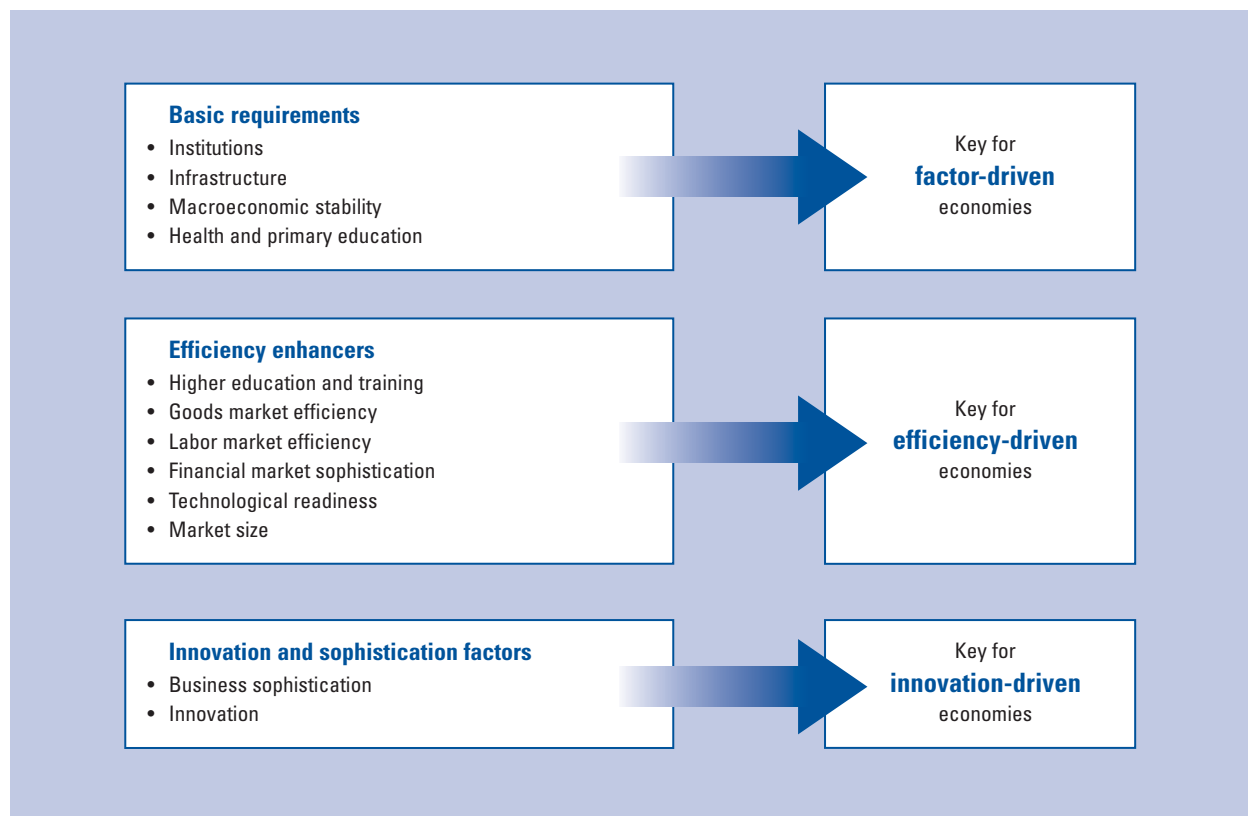 Basic requirements
• Institutions
• Infrastructure
• Macroeconomic stability
• Health and primary education
Key for
factor-driven
economies
Efficiency enhancers
• Higher education and training
• Goods market efficiency
• Labor market efficiency
• Financial market sophistication
• Technological readiness
• Market size
Key for
efficiency-driven
economies
Innovation and sophistication factors
• Business sophistication
• Innovation
Key for
innovation-driven
economies